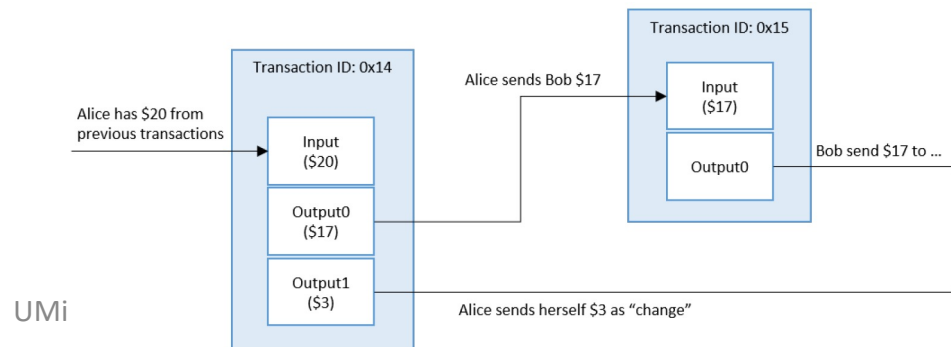 Transaction ID: 0x15
Transaction ID: 0x14
Alice sends Bob $17
Input
($17)
Alice has $20 from
previous transactions
Input
($20)
Bob send $17 to ...
Output0
Output0
($17)
Output1
($3)
Alice sends herself $3 as “change”
UMi